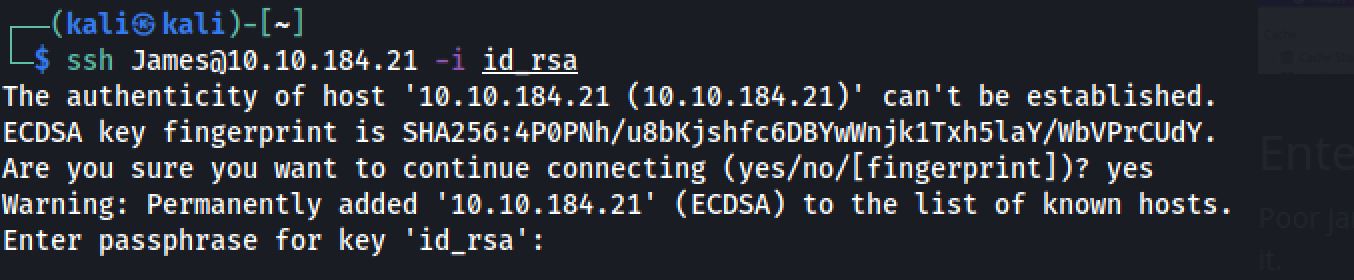 ┌──(kali㉿kali)-[~]
└─$ ssh James@10.10.184.21 -i id_rsa
The authenticity of host '10.10.184.21 (10.10.184.21)' can't be established.
ECDSA key fingerprint is SHA256:4P0PNh/u8bKjshfc6DBYwWnjk1Txh5laY/WbVPrCUdY.
Are you sure you want to continue connecting (yes/no/[fingerprint])? yes
Warning: Permanently added '10.10.184.21' (ECDSA) to the list of known hosts.
Enter passphrase for key 'id_rsa':
Cache
Ente
Poor Ja
it.